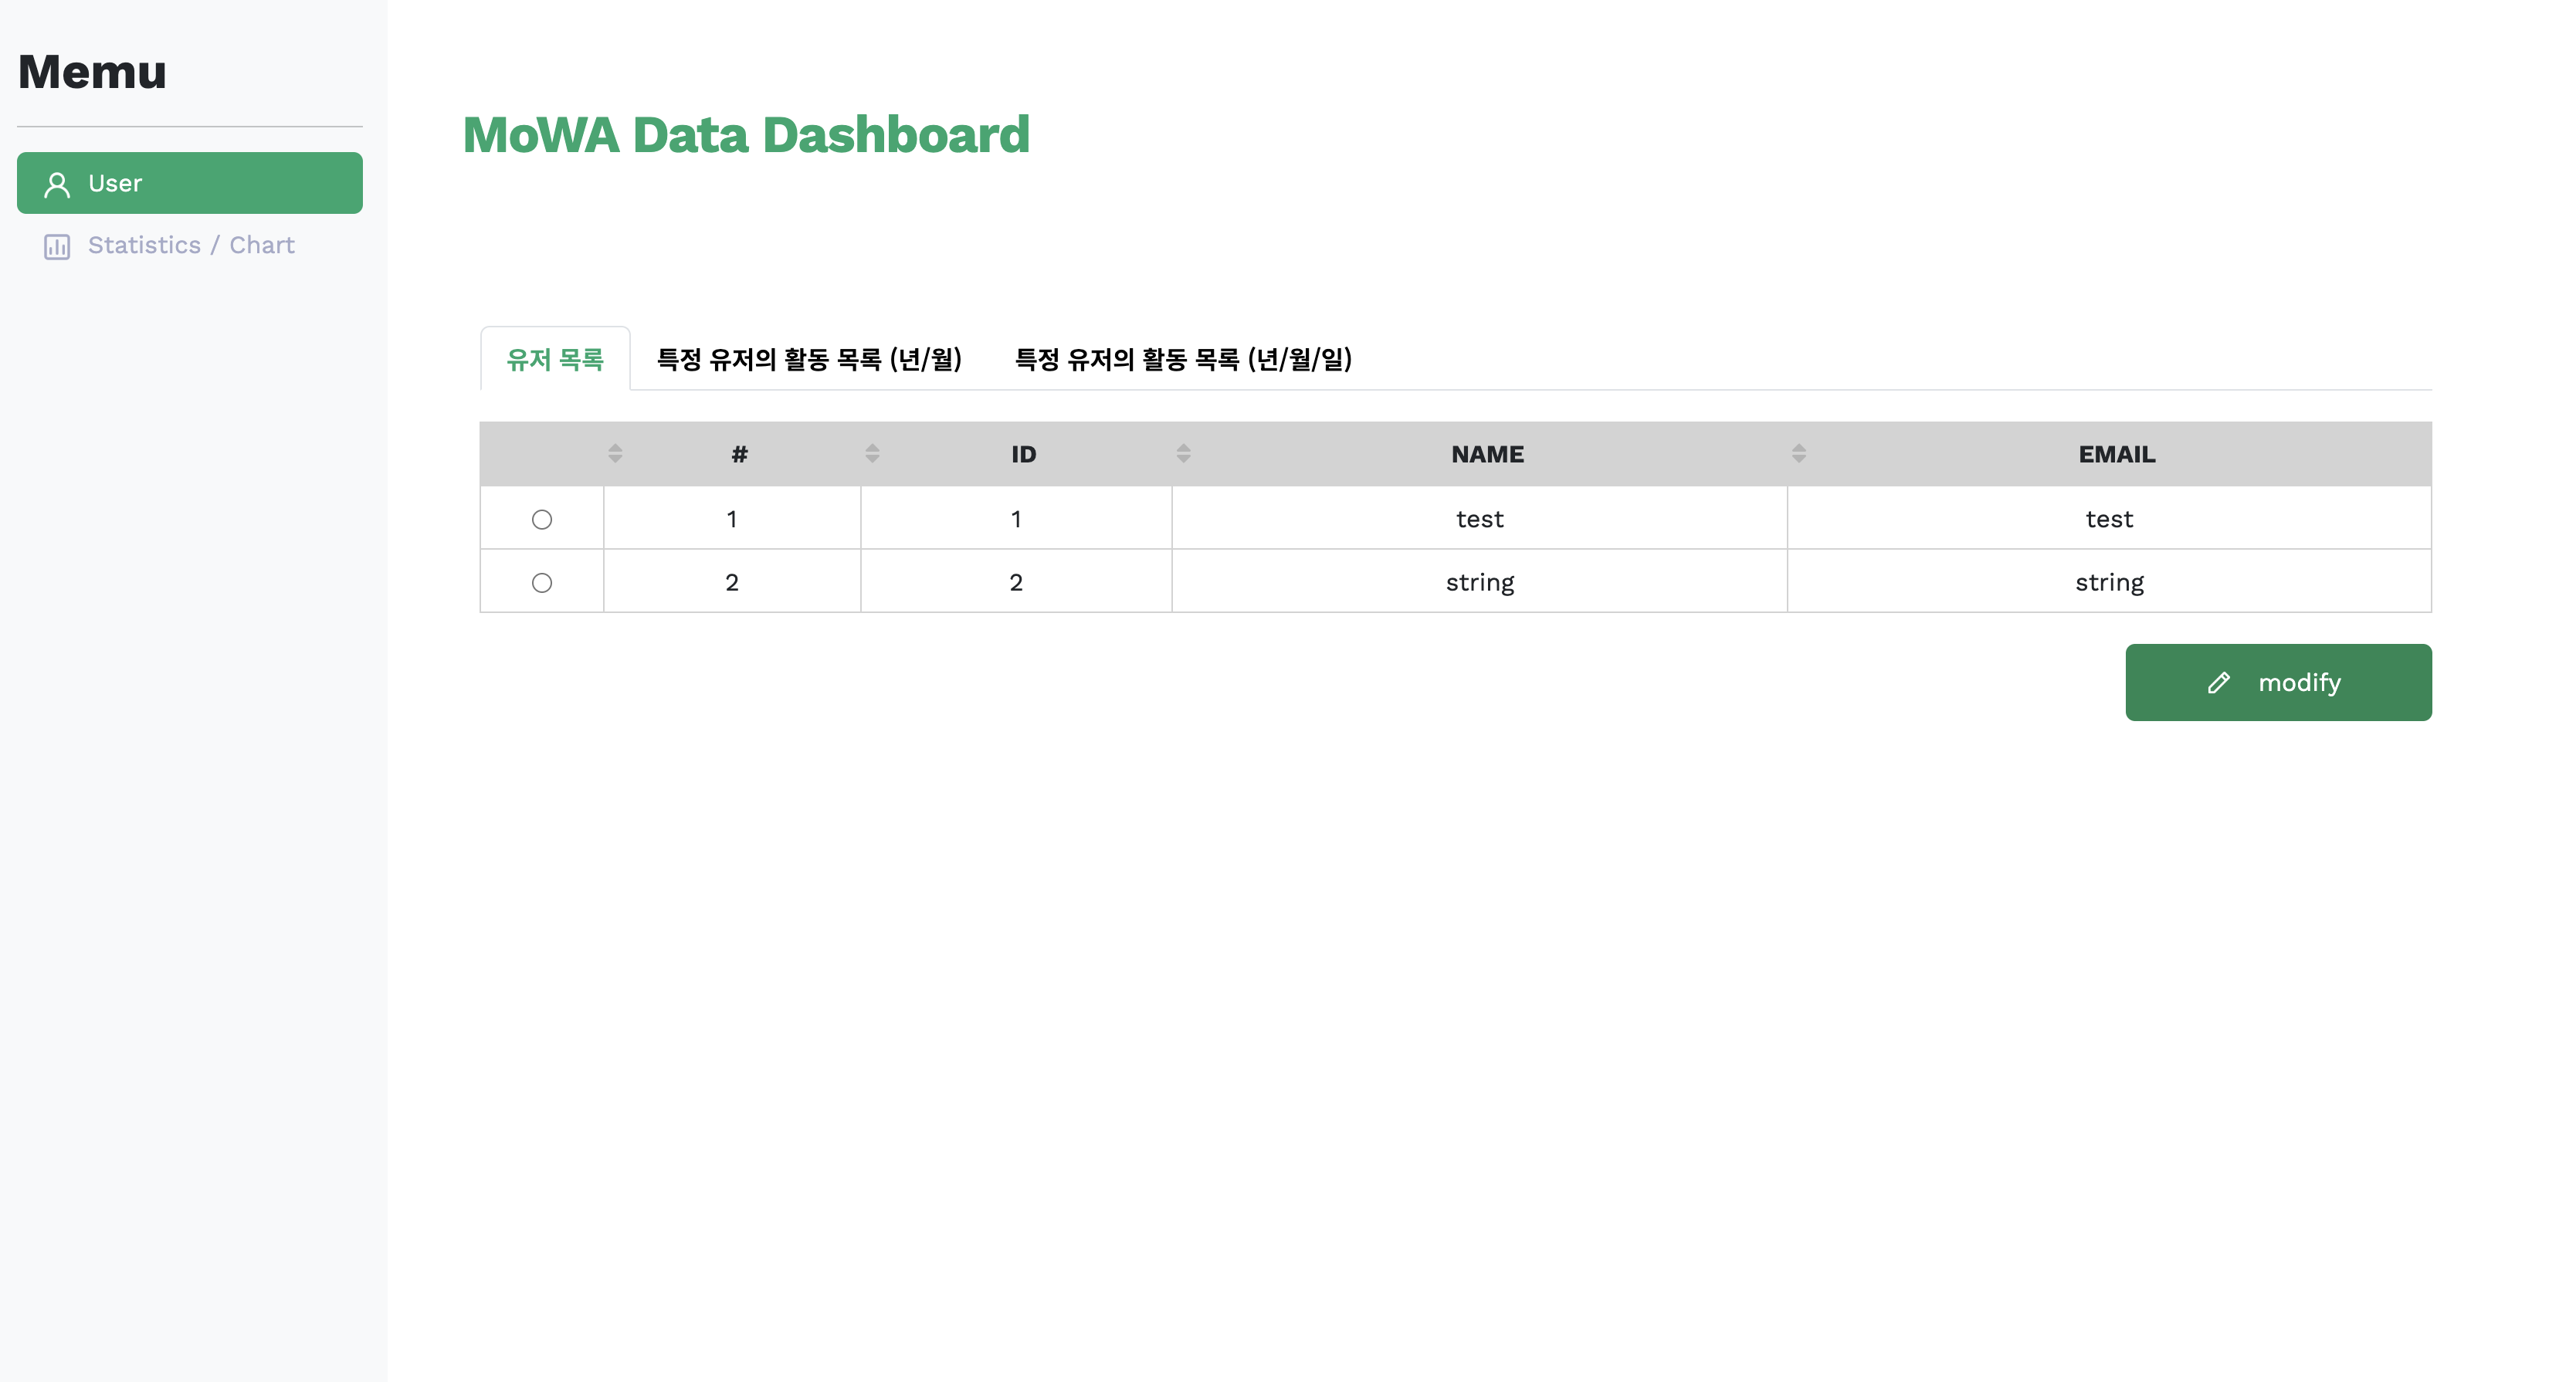 Memu
User
Statistics / Chart
MoWA Data Dashboard
유저 목록 특정 유저의 활동 목록 (년/월) 특정 유저의 활동 목록 (년/월/일)
# ID NAME EMAIL
1 1 test test
2 2 string string
modify